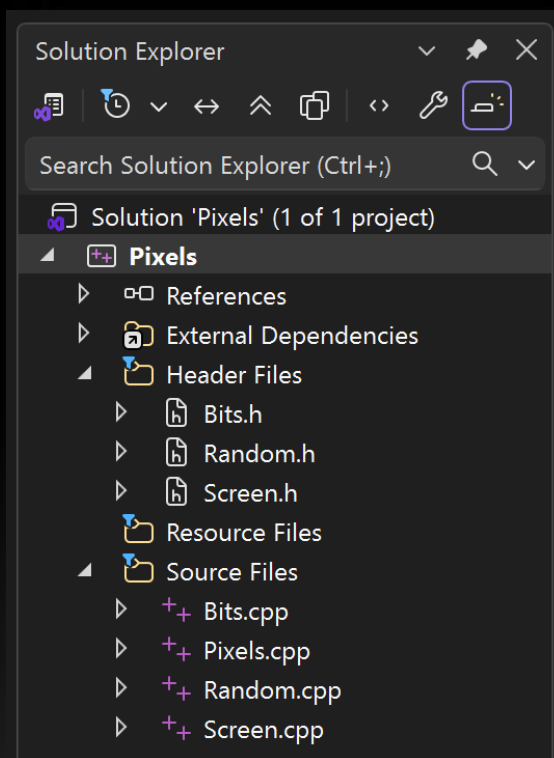 Solution Explorer
Search Solution Explorer (Ctrl+;)
Solution 'Pixels' (1 of 1 project)
Pixels
References
External Dependencies
Header Files
Bits.h
Random.h
Screen.h
Resource Files
Source Files
Bits.cpp
Pixels.cpp
Random.cpp
Screen.cpp